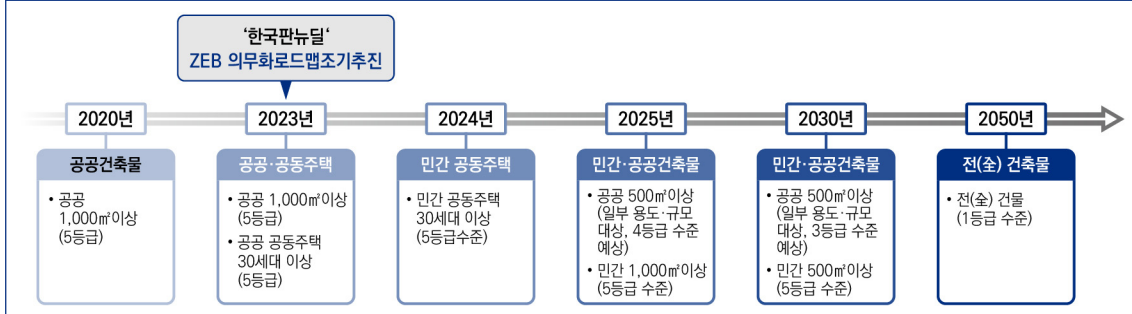 ‘한국판뉴딜‘
ZEB 의무화로드맵조기추진
2020년
2023년
2024년
2025년
2030년
2050년
공공건축물
• 공공
1,000㎡이상
(5등급)
공공·공동주택
• 공공 1,000㎡이상
(5등급)
• 공공 공동주택
30세대 이상
(5등급)
민간 공동주택
• 민간 공동주택
30세대 이상
(5등급수준)
민간·공공건축물
• 공공 500㎡이상
(일부 용도·규모
대상, 4등급 수준
예상)
• 민간 1,000㎡이상
(5등급 수준)
민간·공공건축물
• 공공 500㎡이상
(일부 용도·규모
대상, 3등급 수준
예상)
• 민간 500㎡이상
(5등급 수준)
전(全) 건축물
• 전(全) 건물
(1등급 수준)